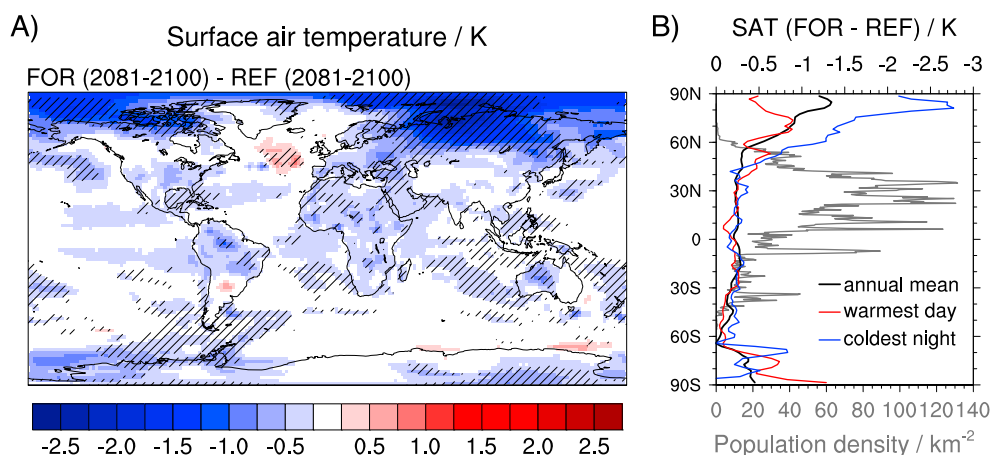 A)
Surface air temperature / K
FOR (2081-2100) - REF (2081-2100)
-2.5 -2.0 -1.5 -1.0 -0.5 0.5 1.0 1.5 2.0 2.5
B)
SAT (FOR - REF) / K
0 -0.5 -1 -1.5 -2 -2.5 -3
90N
60N
30N
0
30S
60S
90S
annual mean
warmest day
coldest night
0 20 40 60 80 100 120 140
Population density / km-2